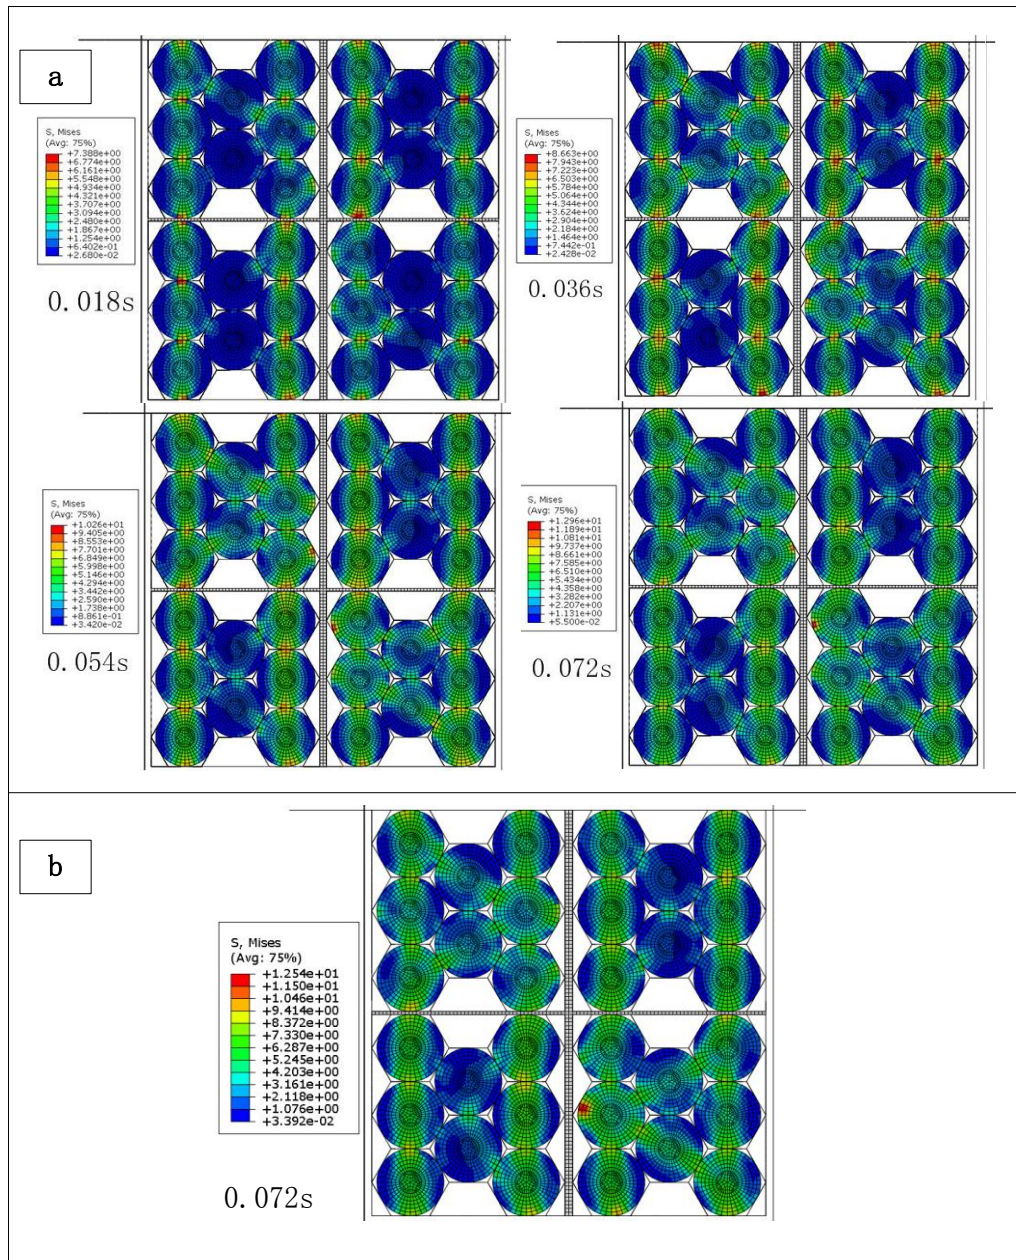 a
S, Mises
(Avg: 75%)
+7.388e+00
+6.774e+00
+6.161e+00
+5.548e+00
+4.934e+00
+4.321e+00
+3.707e+00
+3.094e+00
+2.480e+00
+1.867e+00
+1.254e+00
+6.402e-01
+2.680e-02
0.018s
S, Mises
(Avg: 75%)
+8.663e+00
+7.943e+00
+7.223e+00
+6.503e+00
+5.784e+00
+5.064e+00
+4.344e+00
+3.624e+00
+2.904e+00
+2.184e+00
+1.464e+00
+7.442e-01
+2.428e-02
0.036s
S, Mises
(Avg: 75%)
+1.026e+01
+9.405e+00
+8.553e+00
+7.701e+00
+6.849e+00
+5.998e+00
+5.146e+00
+4.294e+00
+3.442e+00
+2.590e+00
+1.738e+00
+8.861e-01
+3.420e-02
0.054s
S, Mises
(Avg: 75%)
+1.296e+01
+1.189e+01
+1.081e+01
+9.737e+00
+8.661e+00
+7.585e+00
+6.510e+00
+5.434e+00
+4.358e+00
+3.282e+00
+2.207e+00
+1.131e+00
+5.500e-02
0.072s
b
S, Mises
(Avg: 75%)
+1.254e+01
+1.150e+01
+1.046e+01
+9.414e+00
+8.372e+00
+7.330e+00
+6.287e+00
+5.245e+00
+4.203e+00
+3.161e+00
+2.118e+00
+1.076e+00
+3.392e-02
0.072s